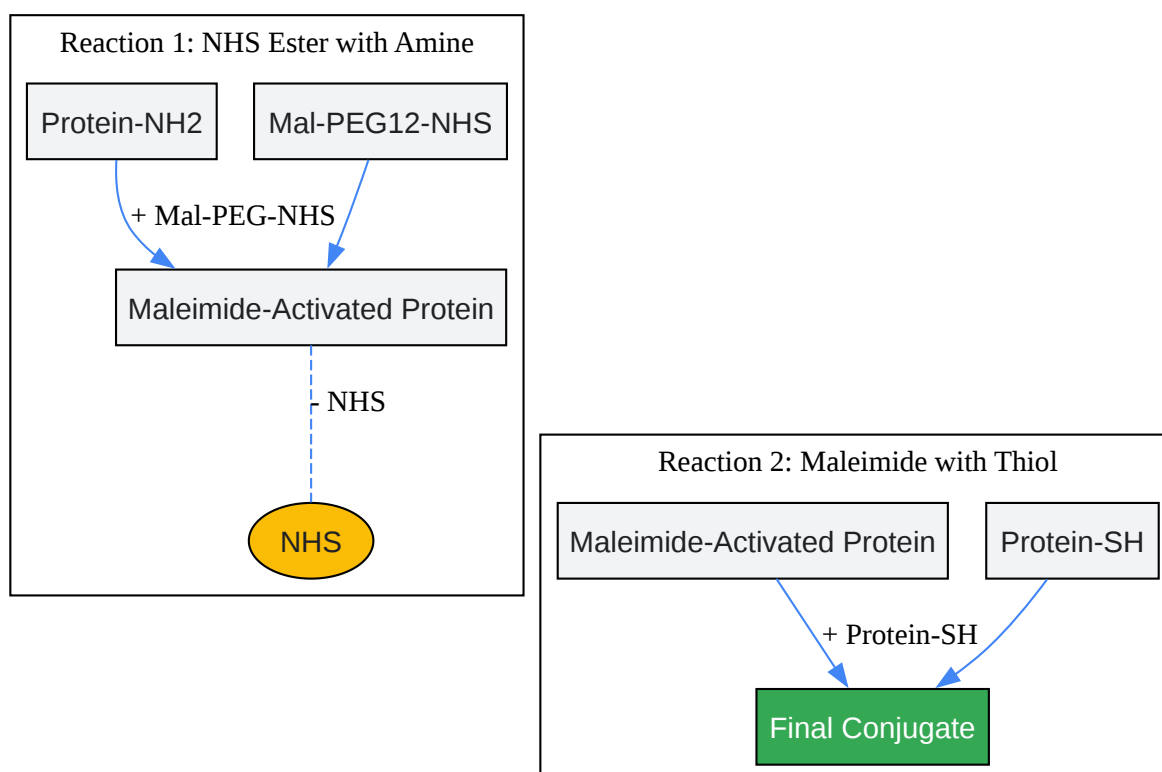 Reaction 1: NHS Ester with Amine
Protein-NH2
Mal-PEG12-NHS
+ Mal-PEG-NHS
Maleimide-Activated Protein
- NHS
NHS
Reaction 2: Maleimide with Thiol
Maleimide-Activated Protein
Protein-SH
+ Protein-SH
Final Conjugate